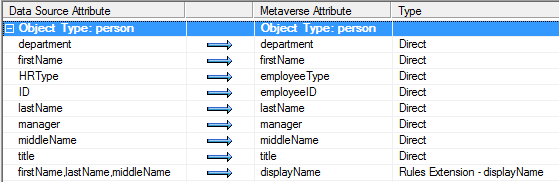 Data Source Attribute Metaverse Attribute Type
Object Type: person Object Type: person
department department Direct
firstName firstName Direct
HRType employeeType Direct
ID employeeID Direct
lastName lastName Direct
manager manager Direct
middleName middleName Direct
title title Direct
firstName,lastName,middleName displayName Rules Extension - displayName